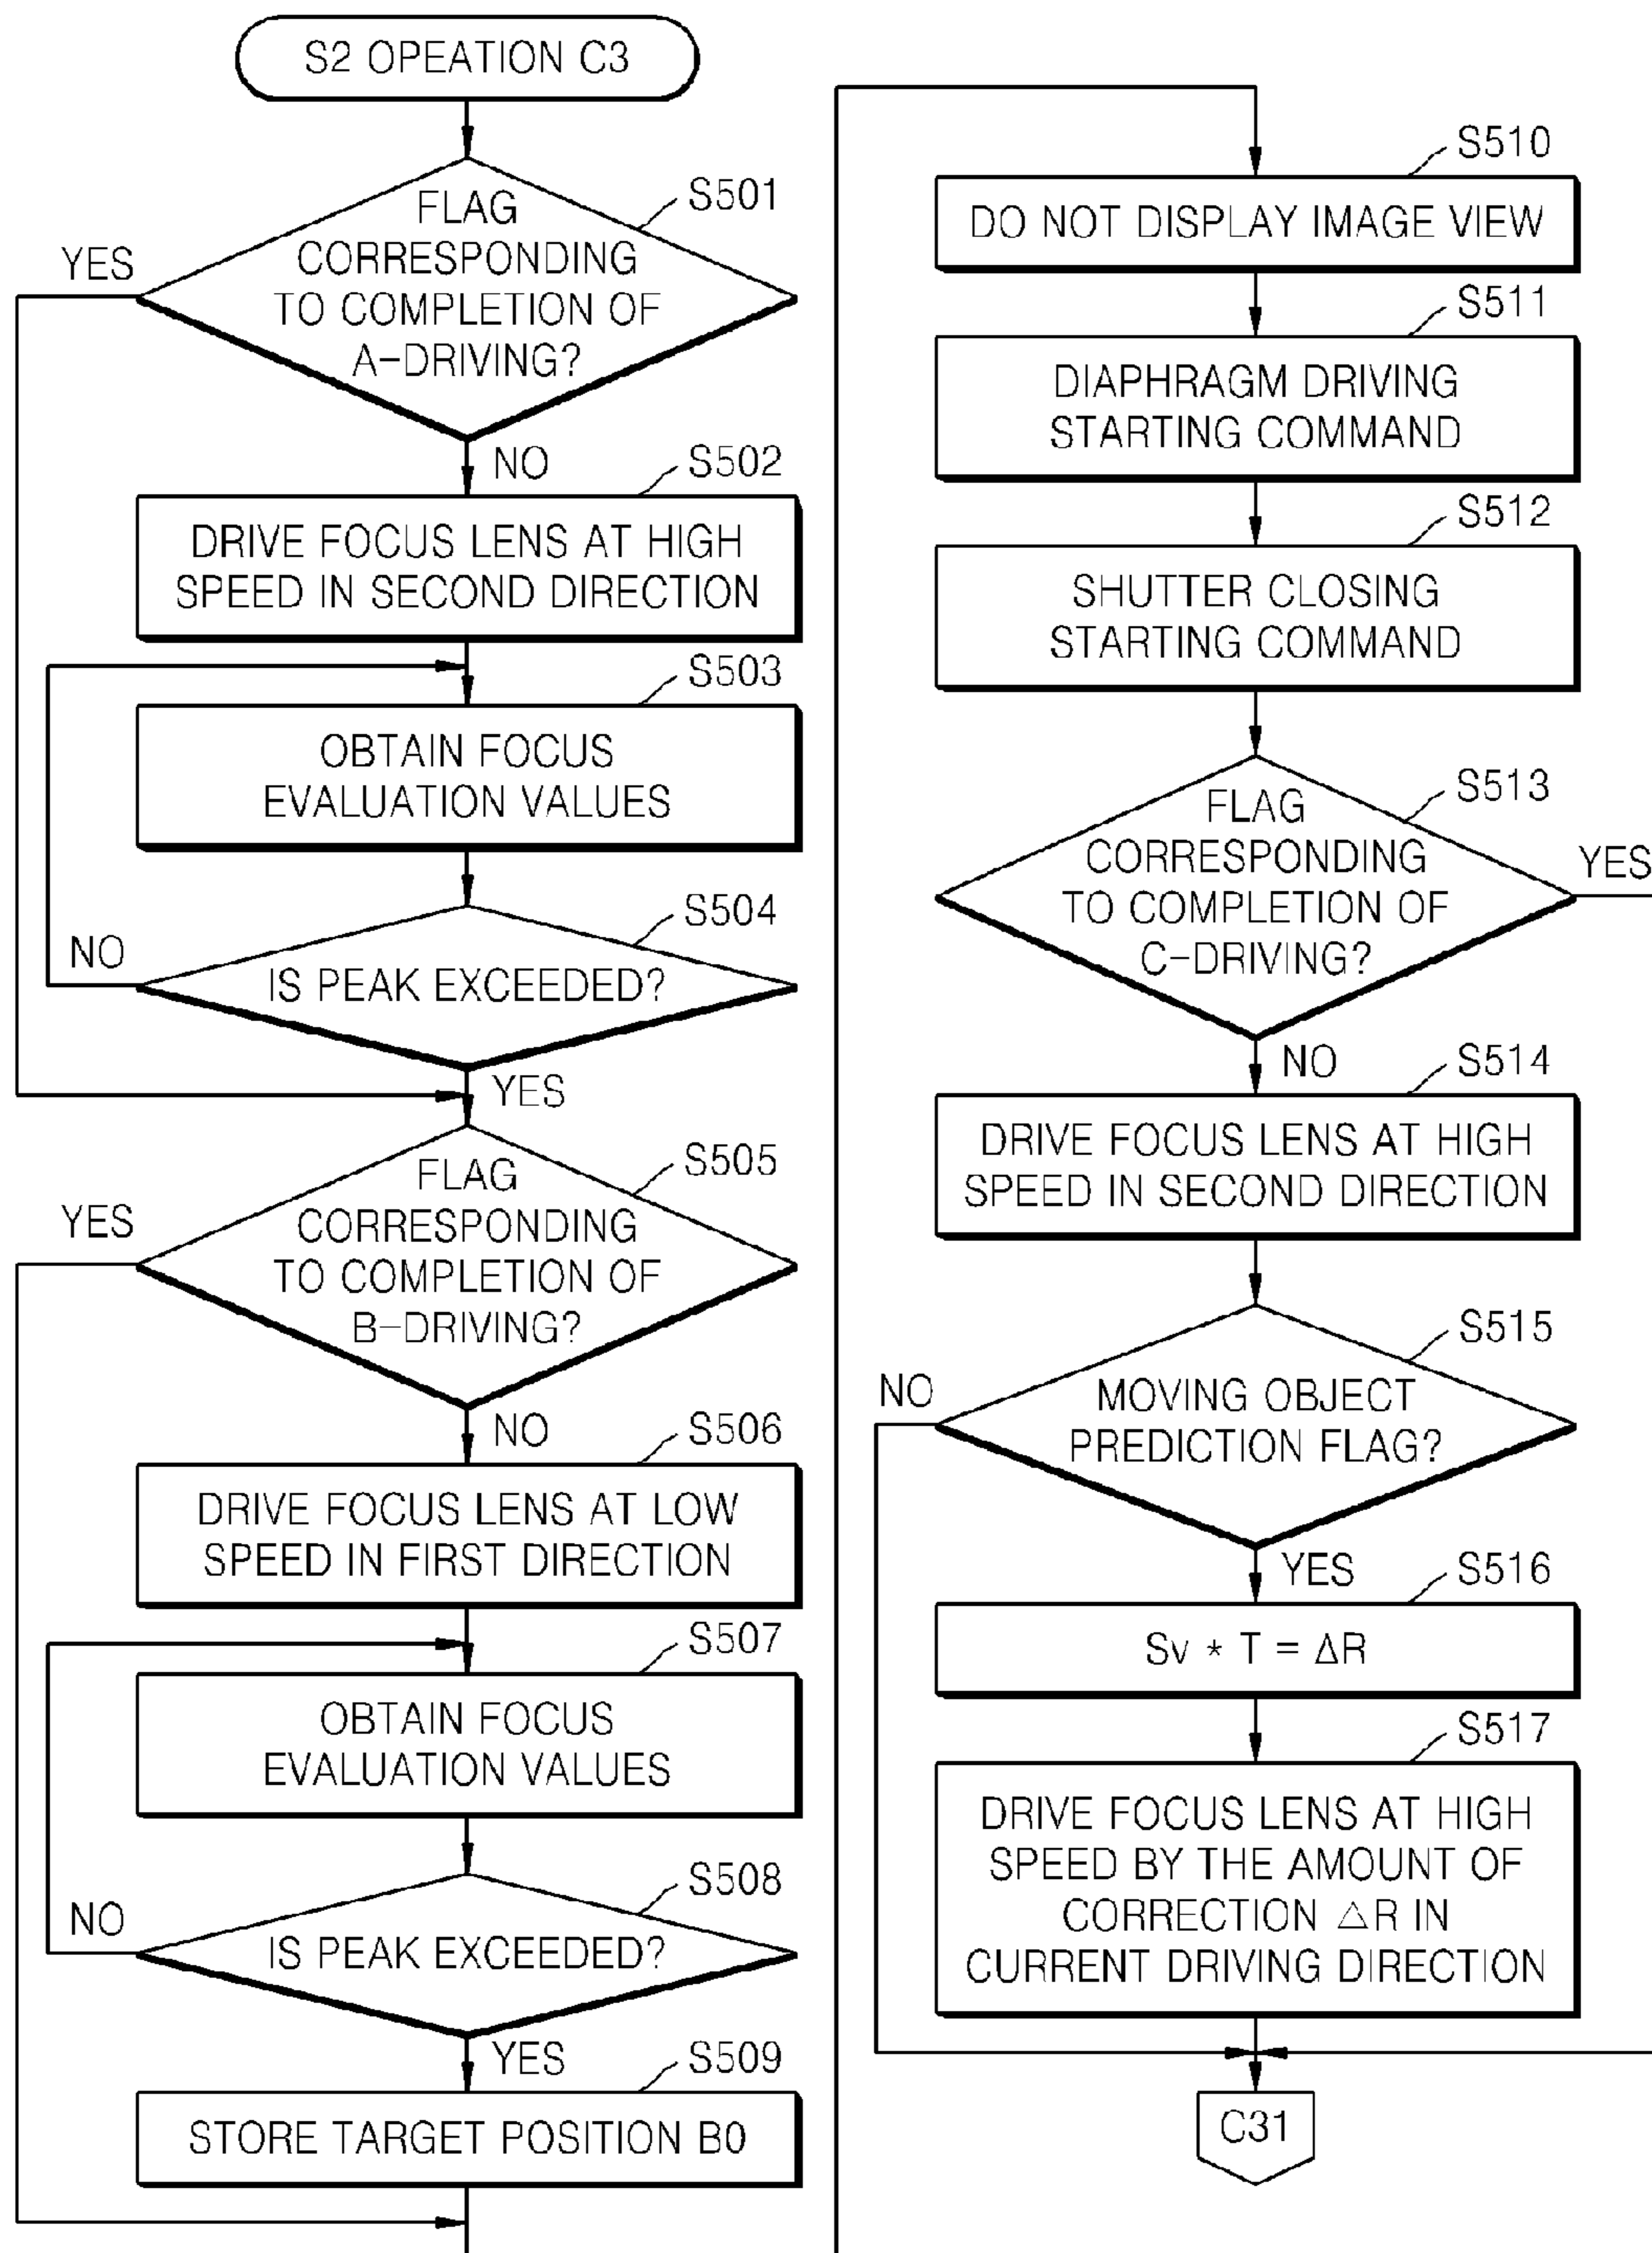 S2 OPEATION C3
S501
FLAG
CORRESPONDING
TO COMPLETION OF
A-DRIVING?
YES
NO
S502
DRIVE FOCUS LENS AT HIGH
SPEED IN SECOND DIRECTION
S503
OBTAIN FOCUS
EVALUATION VALUES
S504
NO
IS PEAK EXCEEDED?
YES
S505
FLAG
CORRESPONDING
TO COMPLETION OF
B-DRIVING?
YES
NO
S506
DRIVE FOCUS LENS AT LOW
SPEED IN FIRST DIRECTION
S507
OBTAIN FOCUS
EVALUATION VALUES
S508
NO
IS PEAK EXCEEDED?
YES
S509
STORE TARGET POSITION B0
S510
DO NOT DISPLAY IMAGE VIEW
S511
DIAPHRAGM DRIVING
STARTING COMMAND
S512
SHUTTER CLOSING
STARTING COMMAND
S513
FLAG
CORRESPONDING
TO COMPLETION OF
C-DRIVING?
YES
NO
S514
DRIVE FOCUS LENS AT HIGH
SPEED IN SECOND DIRECTION
S515
NO
MOVING OBJECT
PREDICTION FLAG?
YES
S516
Sv * T = ΔR
S517
DRIVE FOCUS LENS AT HIGH
SPEED BY THE AMOUNT OF
CORRECTION △R IN
CURRENT DRIVING DIRECTION
C31